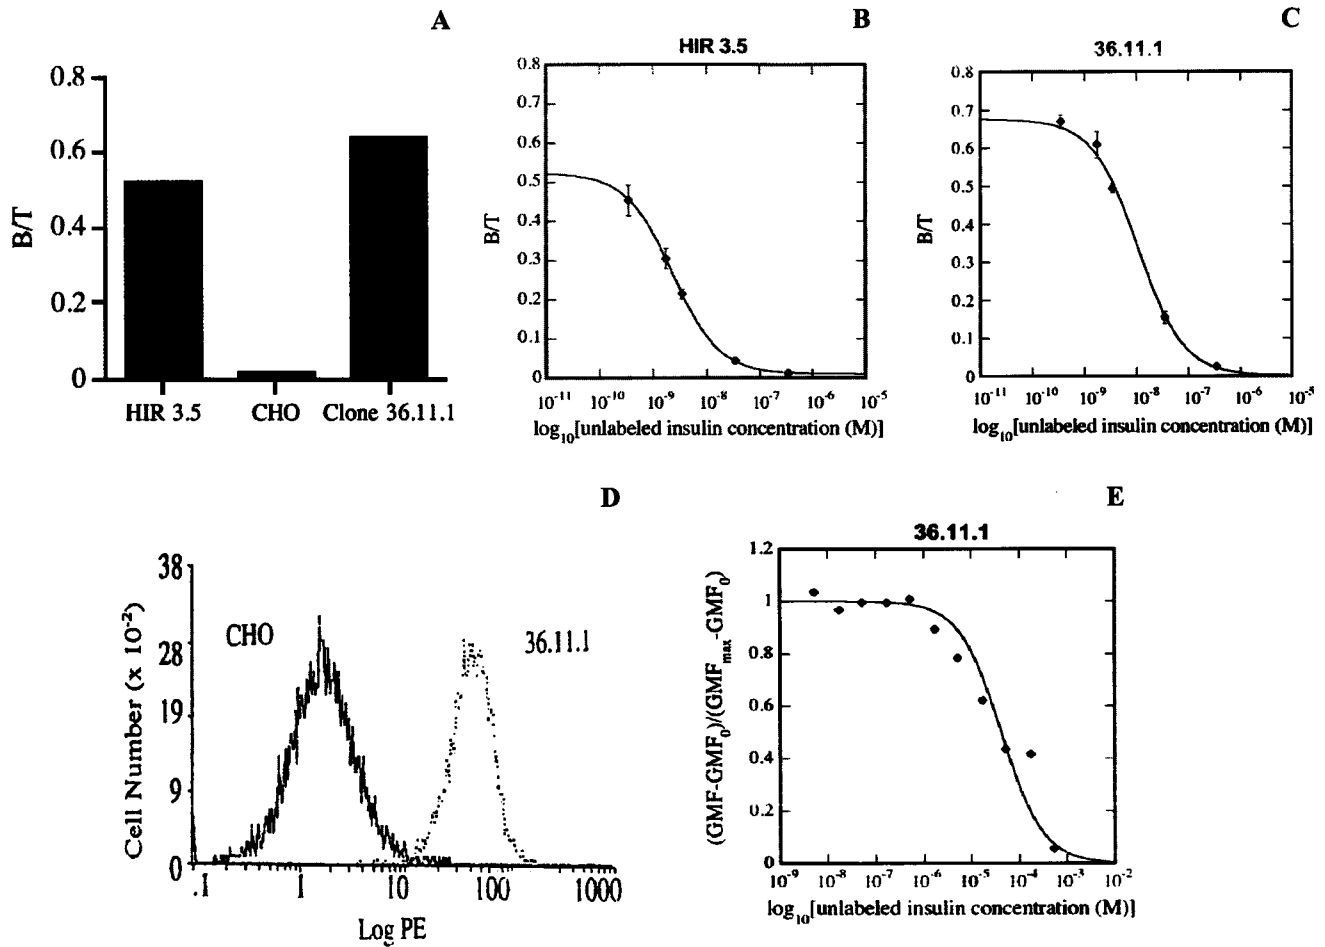 A
B/T
0.8
0.6
0.4
0.2
0
HIR 3.5 CHO Clone 36.11.1
B
HIR 3.5
B/T
0.8
0.7
0.6
0.5
0.4
0.3
0.2
0.1
0
10-11 10-10 10-9 10-8 10-7 10-6 10-5
log10[unlabeled insulin concentration (M)]
C
36.11.1
B/T
0.8
0.7
0.6
0.5
0.4
0.3
0.2
0.1
0
10-11 10-10 10-9 10-8 10-7 10-6 10-5
log10[unlabeled insulin concentration (M)]
D
Cell Number (x 10-2)
38
28
19
9
0
CHO
36.11.1
.1 1 10 100 1000
Log PE
E
36.11.1
(GMF-GMF0)/(GMFmax-GMF0)
1.2
1
0.8
0.6
0.4
0.2
0
10-9 10-8 10-7 10-6 10-5 10-4 10-3 10-2
log10[unlabeled insulin concentration (M)]